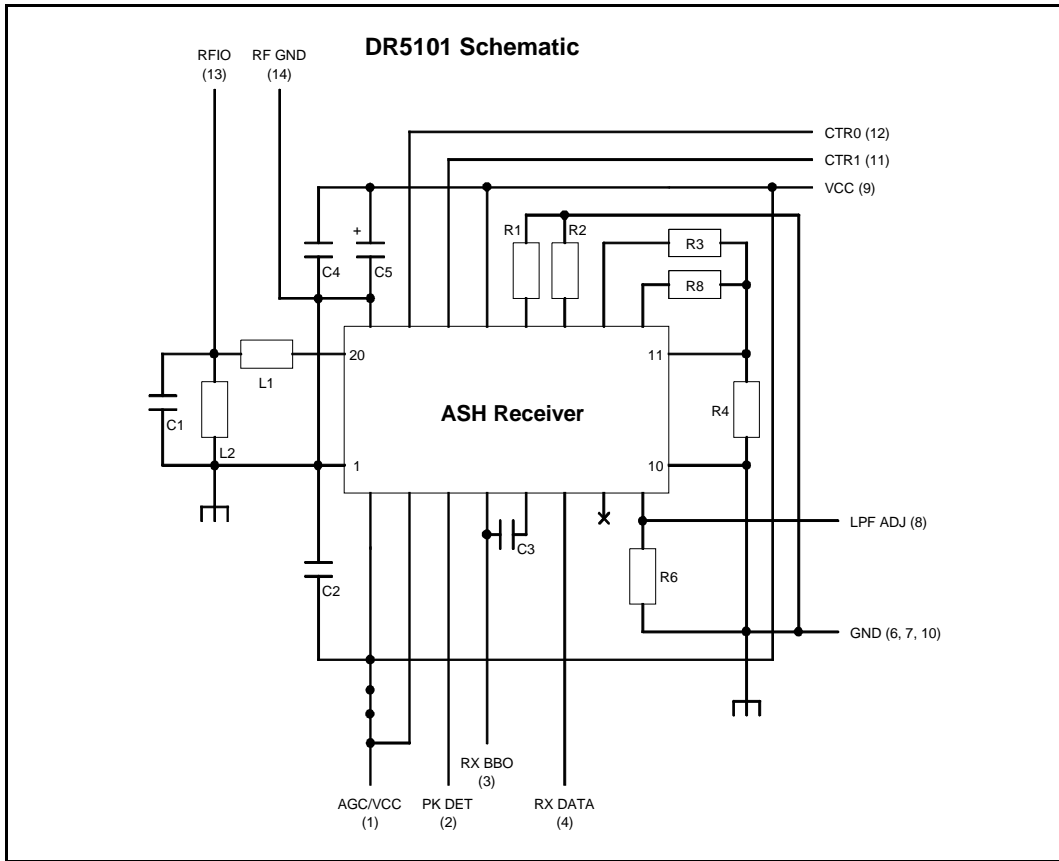 DR5101 Schematic
RFIO
(13)
RF GND
(14)
CTR0 (12)
CTR1 (11)
VCC (9)
R1
R2
R3
+
C4
C5
R8
20
11
L1
ASH Receiver
R4
C1
L2
1
10
LPF ADJ (8)
C3
C2
R6
GND (6, 7, 10)
RX BBO
(3)
AGC/VCC
(1)
PK DET
(2)
RX DATA
(4)